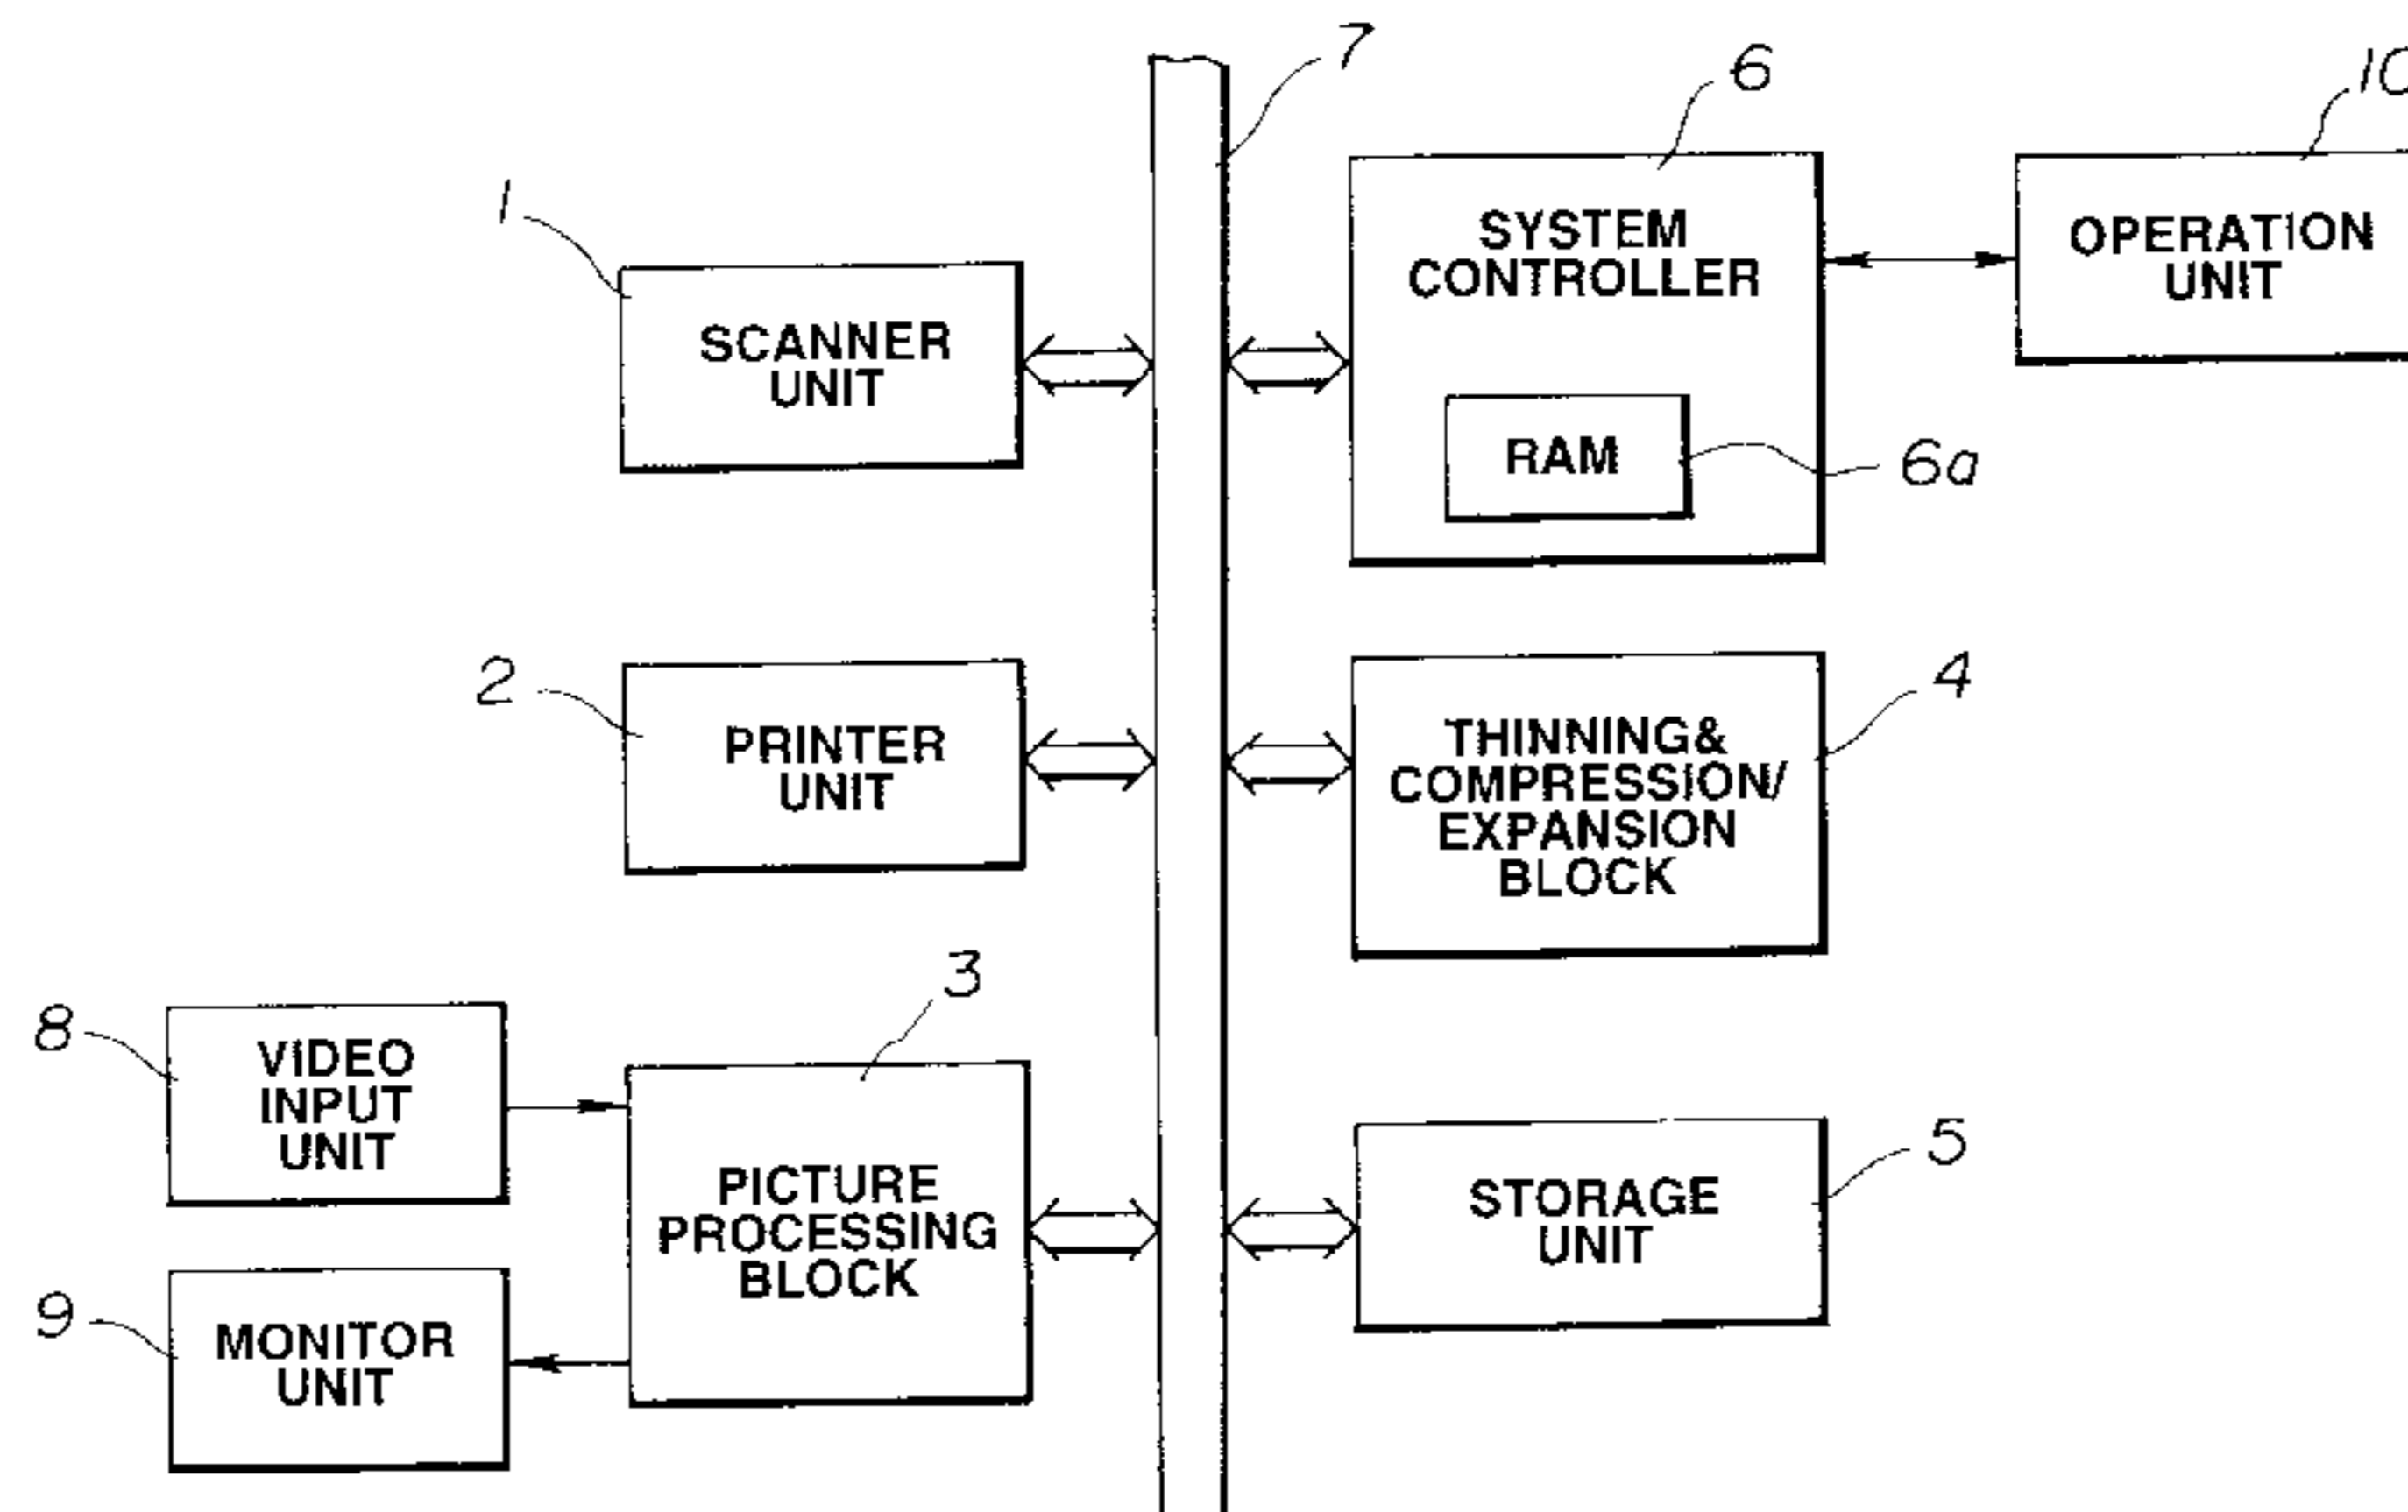 7
6
10
1
SYSTEM
CONTROLLER
OPERATION
UNIT
SCANNER
UNIT
RAM
6a
2
PRINTER
UNIT
4
THINNING&
COMPRESSION/
EXPANSION
BLOCK
3
8
VIDEO
INPUT
UNIT
PICTURE
PROCESSING
BLOCK
5
STORAGE
UNIT
9
MONITOR
UNIT